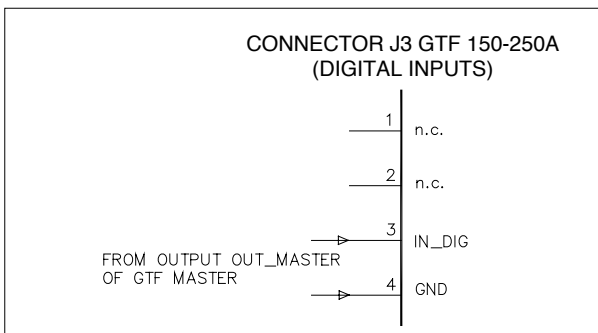 CONNECTOR J3 GTF 150-250A
(DIGITAL INPUTS)
1 n.c.
2 n.c.
3 IN_DIG
FROM OUTPUT OUT_MASTER
OF GTF MASTER
4 GND